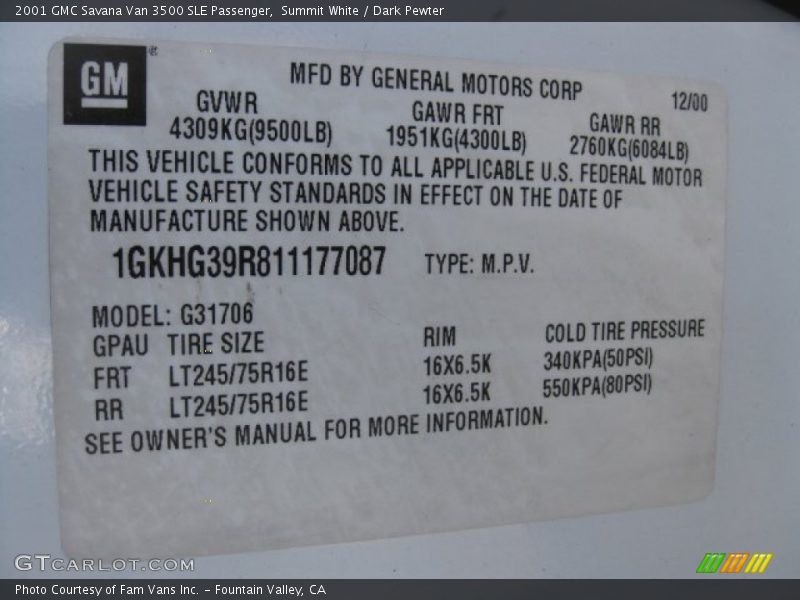 2001 GMC Savana Van 3500 SLE Passenger,  Summit White / Dark Pewter
GM
®
MFD BY GENERAL MOTORS CORP
12/00
GVWR
GAWR FRT
GAWR RR
4309KG(9500LB)
1951KG(4300LB)
2760KG(6084LB)
THIS VEHICLE CONFORMS TO ALL APPLICABLE U.S. FEDERAL MOTOR
VEHICLE SAFETY STANDARDS IN EFFECT ON THE DATE OF
MANUFACTURE SHOWN ABOVE.
1GKHG39R811177087 TYPE: M.P.V.
MODEL: G31706
GPAU TIRE SIZE RIM COLD TIRE PRESSURE
FRT LT245/75R16E 16X6.5K 340KPA(50PSI)
RR LT245/75R16E 16X6.5K 550KPA(80PSI)
SEE OWNER'S MANUAL FOR MORE INFORMATION.
GTCARLOT.COM
Photo Courtesy of Fam Vans Inc. – Fountain Valley, CA